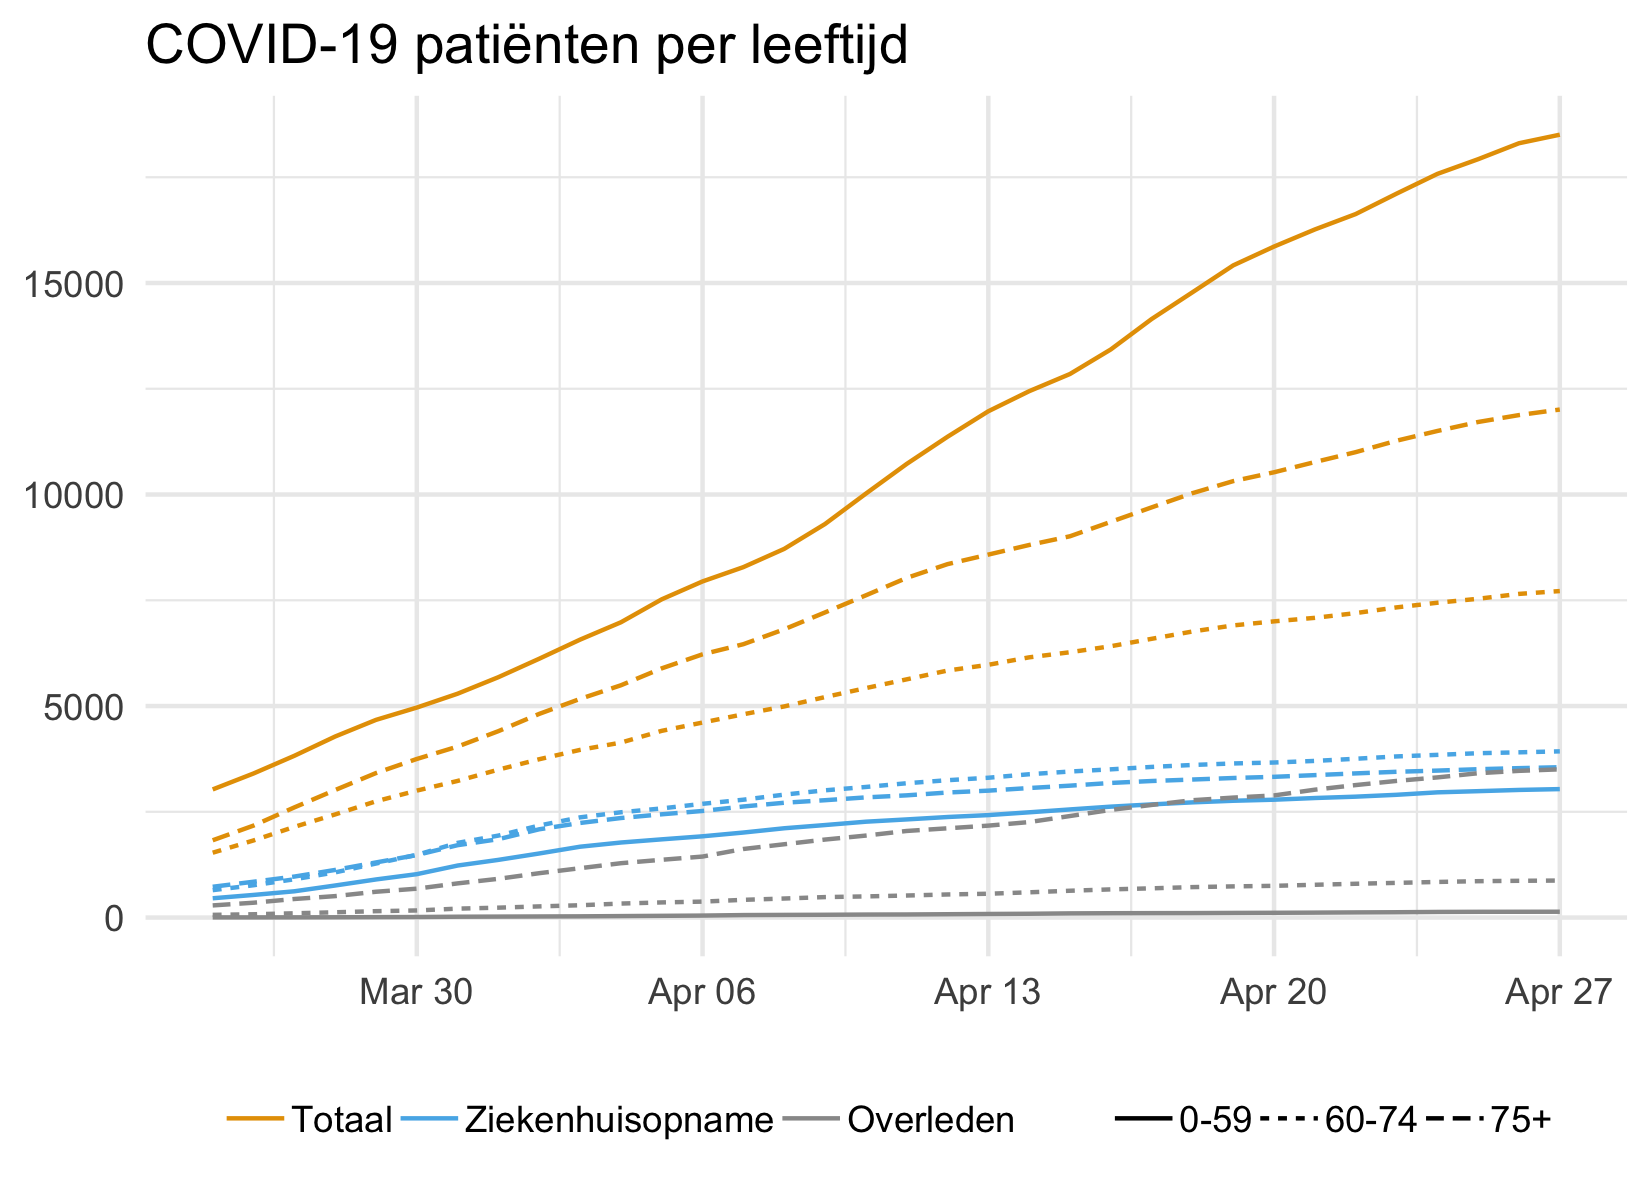 COVID-19 patiënten per leeftijd
15000
10000
5000
0
Mar 30 Apr 06 Apr 13 Apr 20 Apr 27
Totaal Ziekenhuisopname Overleden 0-59 60-74 75+